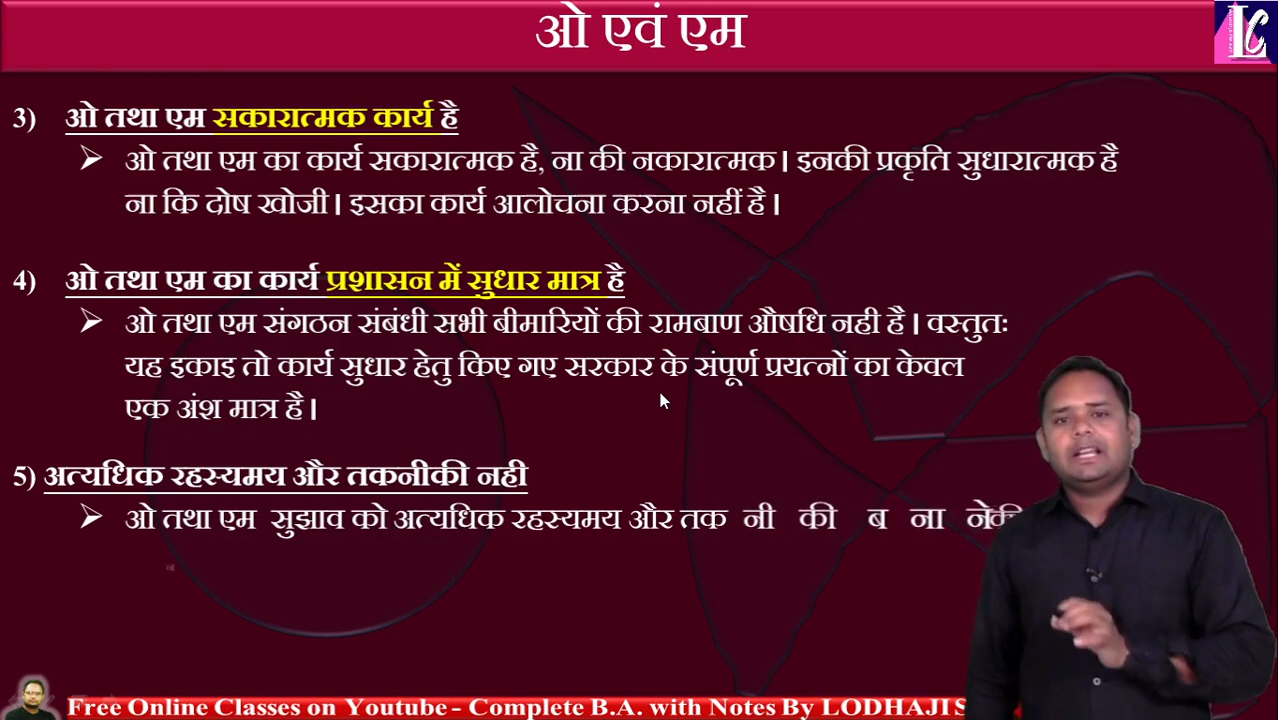 ओ एवं एम
LC
3) ओ तथा एम सकारात्मक कार्य है
➢ ओ तथा एम का कार्य सकारात्मक है, ना की नकारात्मक। इनकी प्रकृति सुधारात्मक है
ना कि दोष खोजी। इसका कार्य आलोचना करना नहीं है।
4) ओ तथा एम का कार्य प्रशासन में सुधार मात्र है
➢ ओ तथा एम संगठन संबंधी सभी बीमारियों की रामबाण औषधि नही है। वस्तुतः
यह इकाइ तो कार्य सुधार हेतु किए गए सरकार के संपूर्ण प्रयत्नों का केवल
एक अंश मात्र है।
5) अत्यधिक रहस्यमय और तकनीकी नही
➢ ओ तथा एम सुझाव को अत्यधिक रहस्यमय और तक नी की ब ना ने की
न
Free Online Classes on Youtube - Complete B.A. with Notes By LODHAJI S